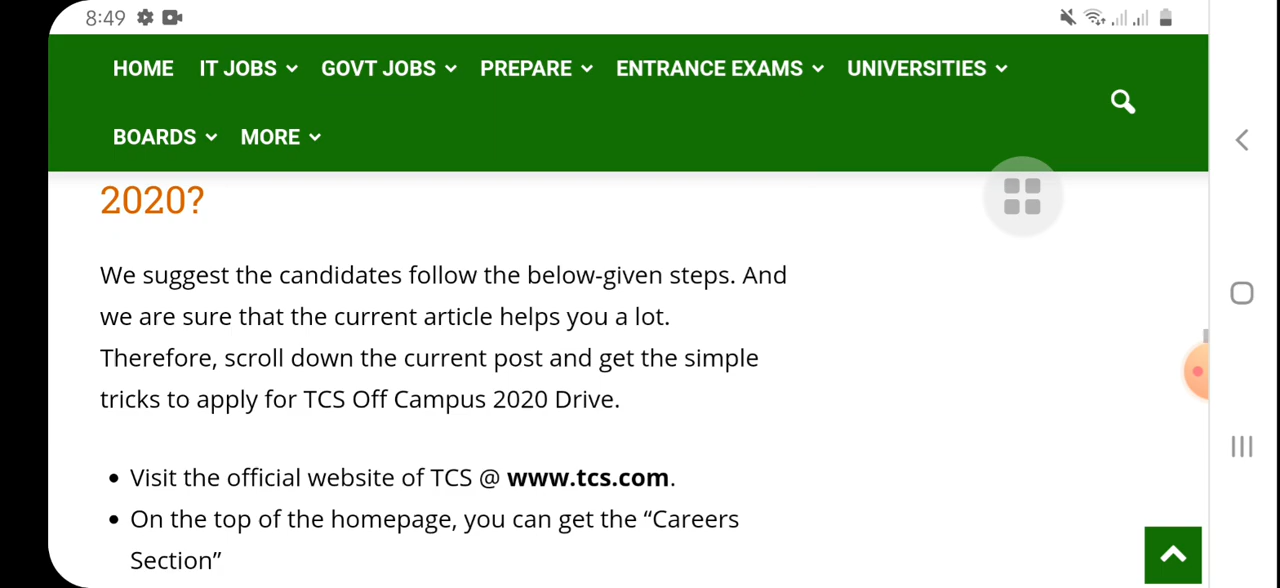 8:49
HOME IT JOBS GOVT JOBS PREPARE ENTRANCE EXAMS UNIVERSITIES
BOARDS MORE
2020?
We suggest the candidates follow the below-given steps. And
we are sure that the current article helps you a lot.
Therefore, scroll down the current post and get the simple
tricks to apply for TCS Off Campus 2020 Drive.
• Visit the official website of TCS @ www.tcs.com.
• On the top of the homepage, you can get the “Careers
Section”